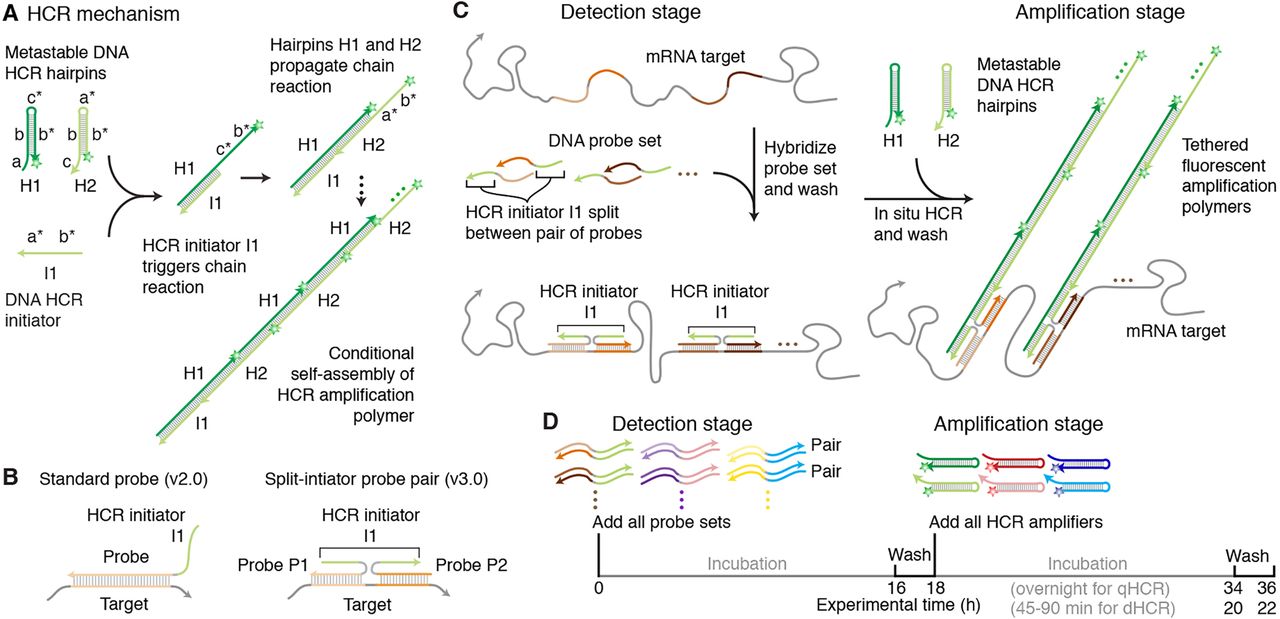 A HCR mechanism
Metastable DNA
HCR hairpins
c*
a*
b
b*
b
b*
a
c
H1
H2
a* b*
I1
DNA HCR
initiator
H1
c*
b*
I1
HCR initiator I1
triggers chain
reaction
Hairpins H1 and H2
propagate chain
reaction
b*
a*
H1
H2
I1
H1
H2
H1
H2
H1
H2
I1
Conditional
self-assembly of
HCR amplification
polymer
B
Standard probe (v2.0)
HCR initiator
I1
Probe
Target
Split-intiator probe pair (v3.0)
HCR initiator
I1
Probe P1
Probe P2
Target
C
Detection stage
mRNA target
DNA probe set
HCR initiator I1 split
between pair of probes
Hybridize
probe set
and wash
HCR initiator
I1
HCR initiator
I1
Amplification stage
H1
H2
Metastable
DNA HCR
hairpins
In situ HCR
and wash
Tethered
fluorescent
amplification
polymers
mRNA target
D
Detection stage
Pair
Pair
Add all probe sets
Amplification stage
Add all HCR amplifiers
Incubation
Wash
Incubation
Wash
0
16
18
(overnight for qHCR)
34
36
Experimental time (h)
(45-90 min for dHCR)
20
22